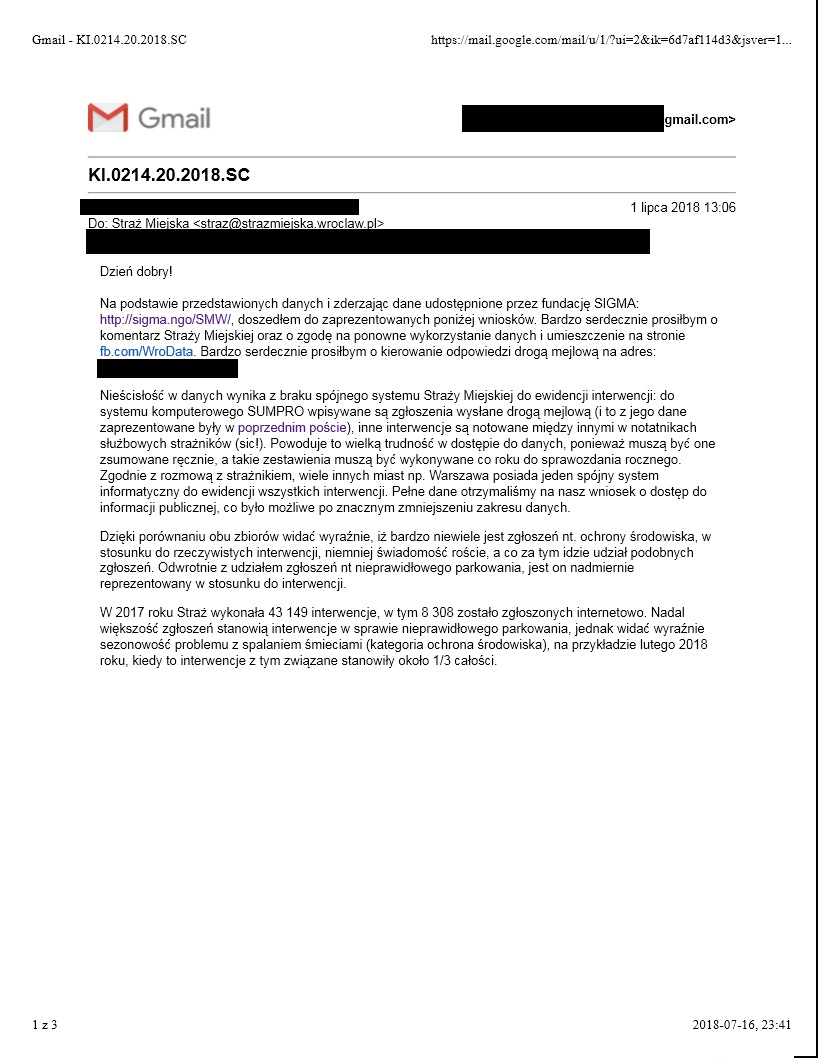 Gmail - KI.0214.20.2018.SC https://mail.google.com/mail/u/1/?ui=2&ik=6d7af114d3&jsver=1...
Gmail gmail.com>
KI.0214.20.2018.SC
1 lipca 2018 13:06
Do: Straż Miejska <straz@strazmiejska.wroclaw.pl>
Dzień dobry!
Na podstawie przedstawionych danych i zderzając dane udostępnione przez fundację SIGMA:
http://sigma.ngo/SMW/, doszedłem do zaprezentowanych poniżej wniosków. Bardzo serdecznie prosiłbym o
komentarz Straży Miejskiej oraz o zgodę na ponowne wykorzystanie danych i umieszczenie na stronie
fb.com/WroData. Bardzo serdecznie prosiłbym o kierowanie odpowiedzi drogą mejlową na adres:
Nieścisłość w danych wynika z braku spójnego systemu Straży Miejskiej do ewidencji interwencji: do
systemu komputerowego SUMPRO wpisywane są zgłoszenia wysłane drogą mejlową (i to z jego dane
zaprezentowane były w poprzednim poście), inne interwencje są notowane między innymi w notatnikach
służbowych strażników (sic!). Powoduje to wielką trudność w dostępie do danych, ponieważ muszą być one
zsumowane ręcznie, a takie zestawienia muszą być wykonywane co roku do sprawozdania rocznego.
Zgodnie z rozmową z strażnikiem, wiele innych miast np. Warszawa posiada jeden spójny system
informatyczny do ewidencji wszystkich interwencji. Pełne dane otrzymaliśmy na nasz wniosek o dostęp do
informacji publicznej, co było możliwe po znacznym zmniejszeniu zakresu danych.
Dzięki porównaniu obu zbiorów widać wyraźnie, iż bardzo niewiele jest zgłoszeń nt. ochrony środowiska, w
stosunku do rzeczywistych interwencji, niemniej świadomość roście, a co za tym idzie udział podobnych
zgłoszeń. Odwrotnie z udziałem zgłoszeń nt nieprawidłowego parkowania, jest on nadmiernie
reprezentowany w stosunku do interwencji.
W 2017 roku Straż wykonała 43 149 interwencje, w tym 8 308 zostało zgłoszonych internetowo. Nadal
większość zgłoszeń stanowią interwencje w sprawie nieprawidłowego parkowania, jednak widać wyraźnie
sezonowość problemu z spalaniem śmieciami (kategoria ochrona środowiska), na przykładzie lutego 2018
roku, kiedy to interwencje z tym związane stanowiły około 1/3 całości.
1 z 3 2018-07-16, 23:41